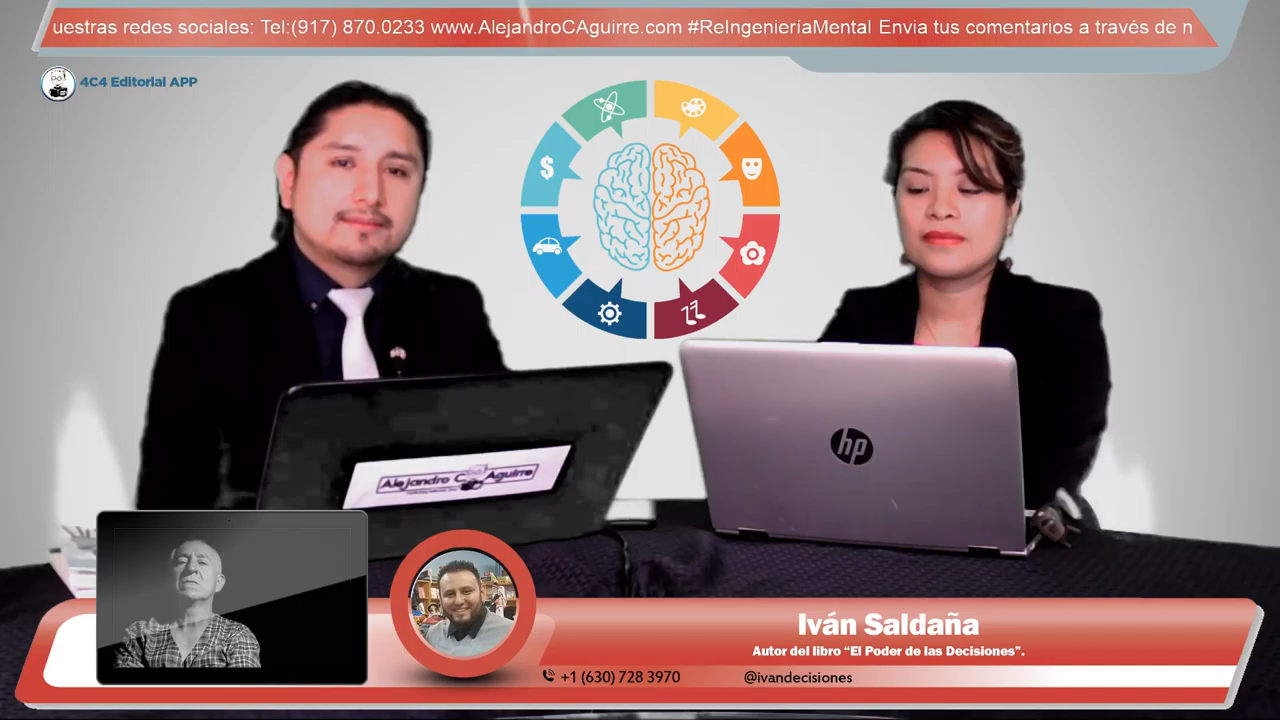 uestras redes sociales: Tel:(917) 870.0233 www.AlejandroCAguirre.com #ReIngenieríaMental Envia tus comentarios a través de n
4C4 Editorial APP
$
hp
Alejandro C Aguirre
Iván Saldaña
Autor del libro “El Poder de las Decisiones”.
+1 (630) 728 3970
@ivandecisiones